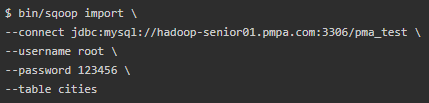 $ bin/sqoop import \
--connect jdbc:mysql://hadoop-senior01.pmpa.com:3306/pma_test \
--username root \
--password 123456 \
--table cities